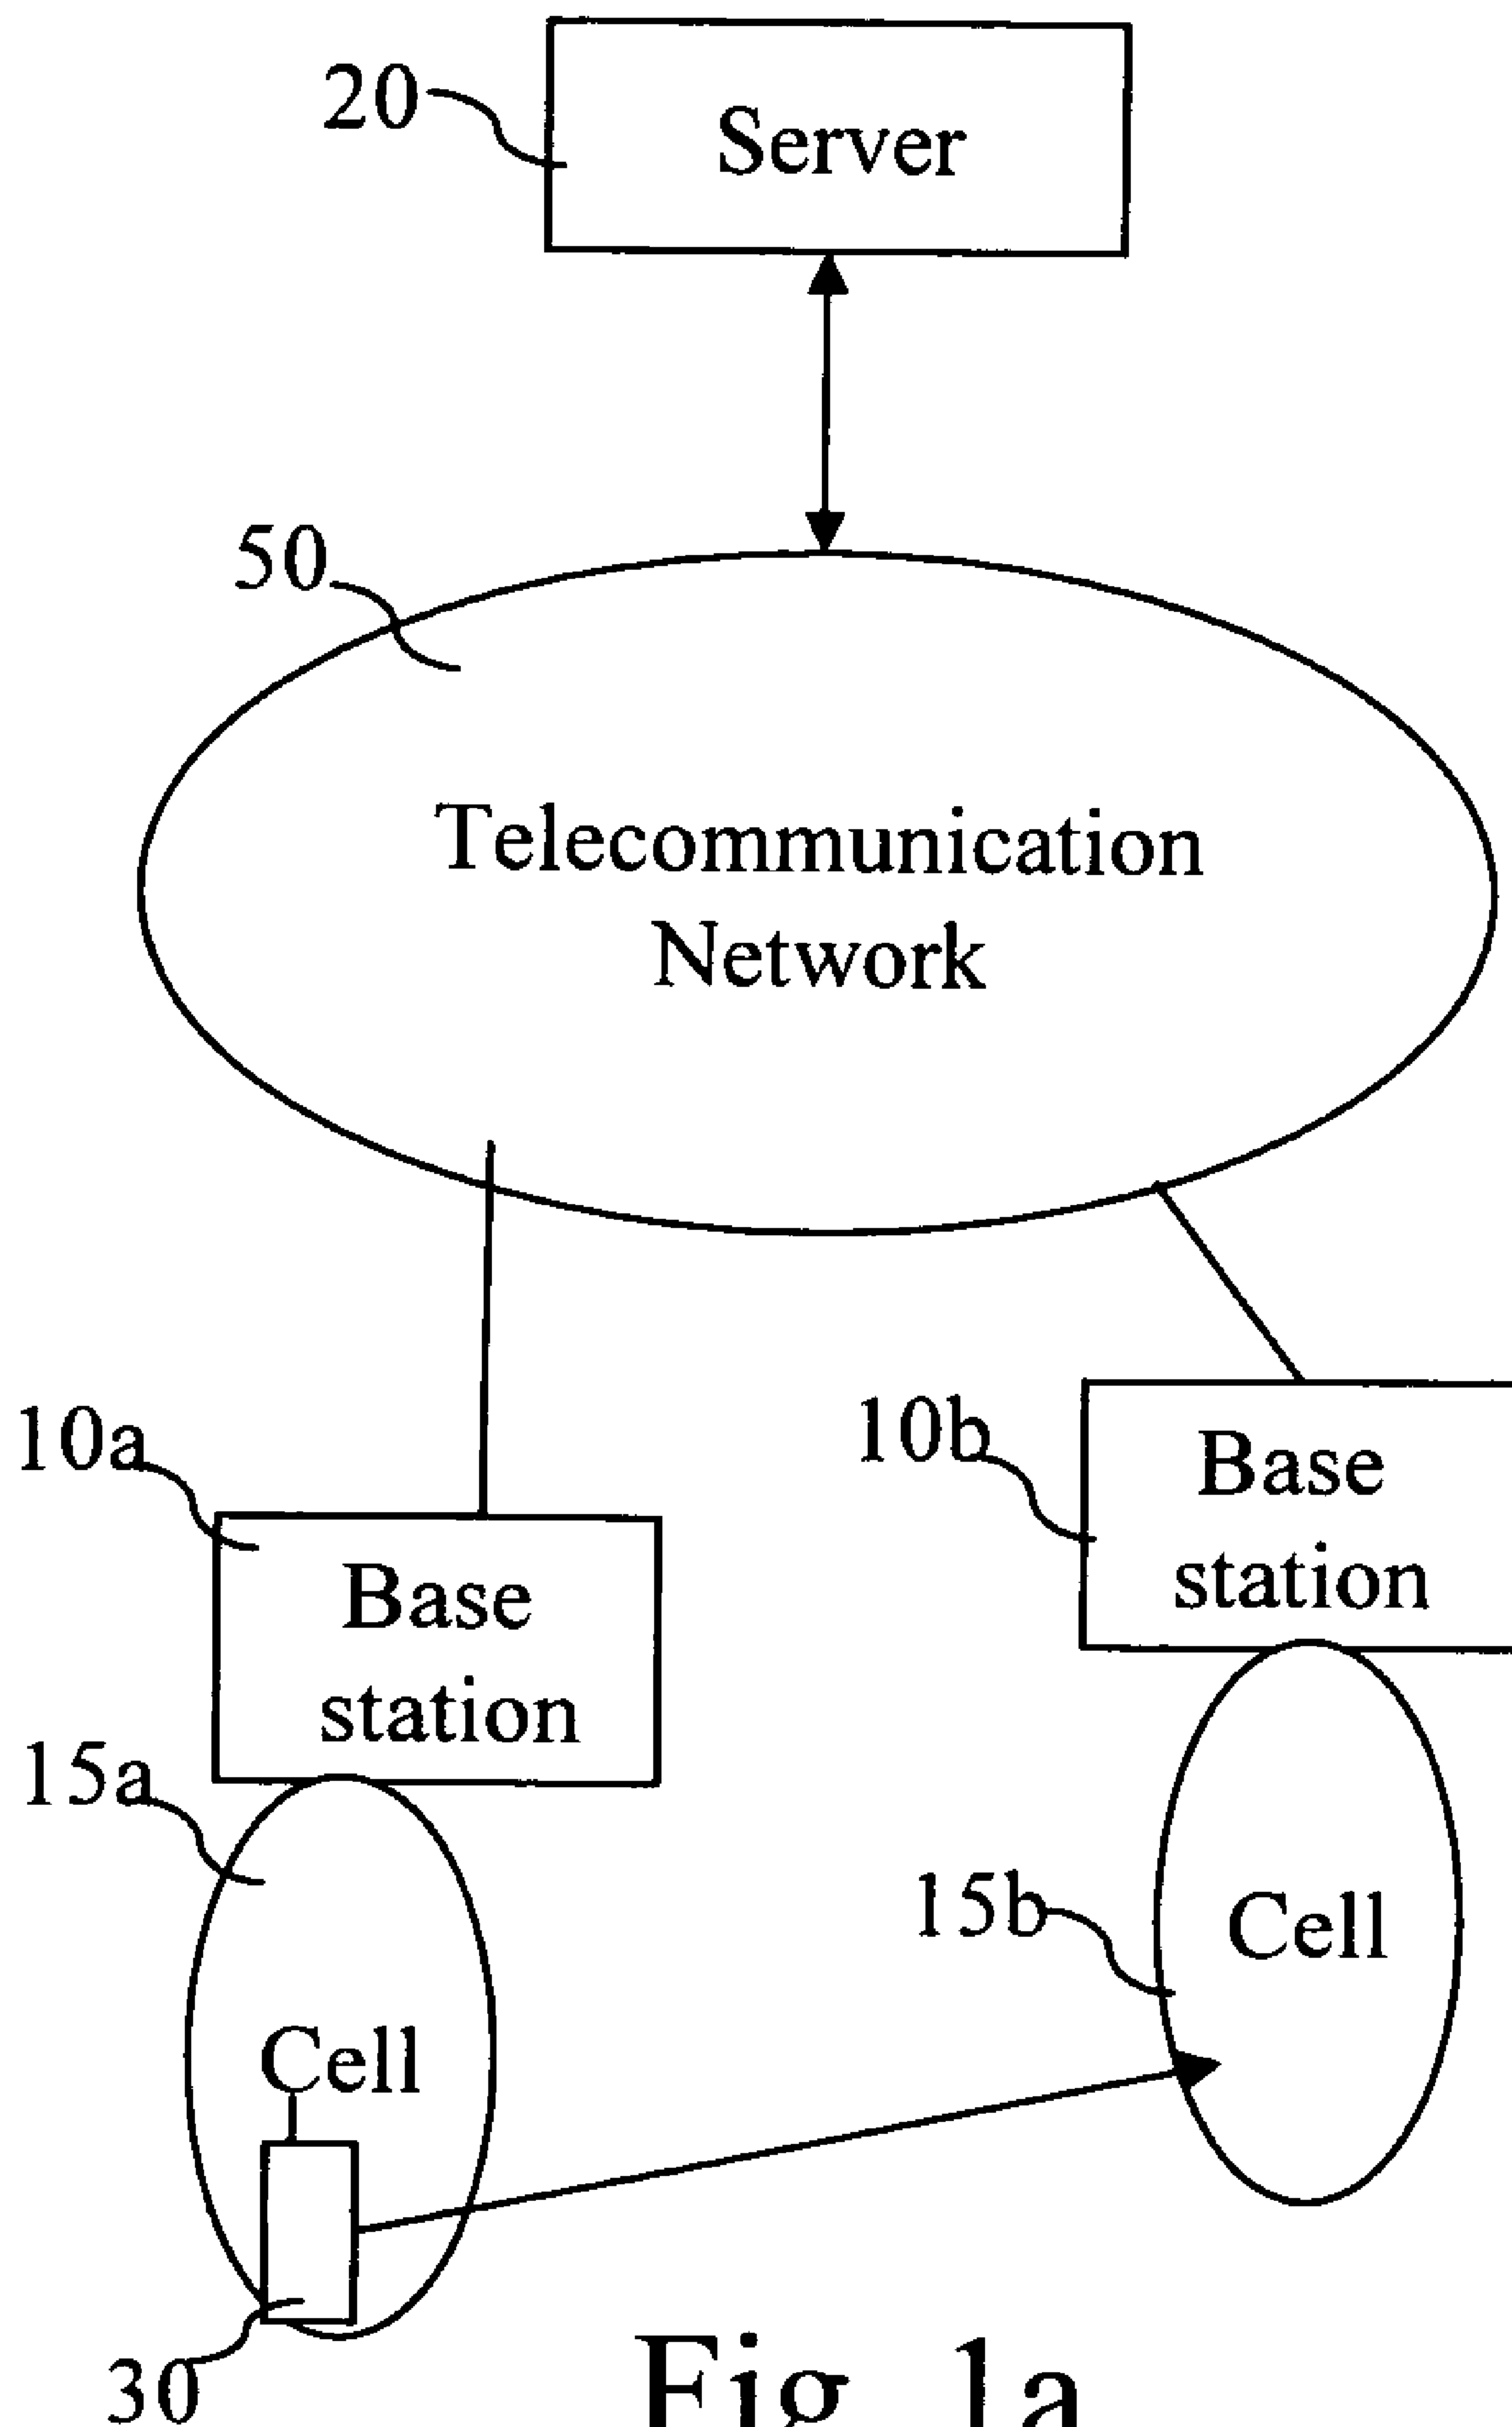 20
Server
50
Telecommunication
Network
10a
10b
Base
station
Base
station
15a
15b
Cell
Cell
30
Fig. 1a